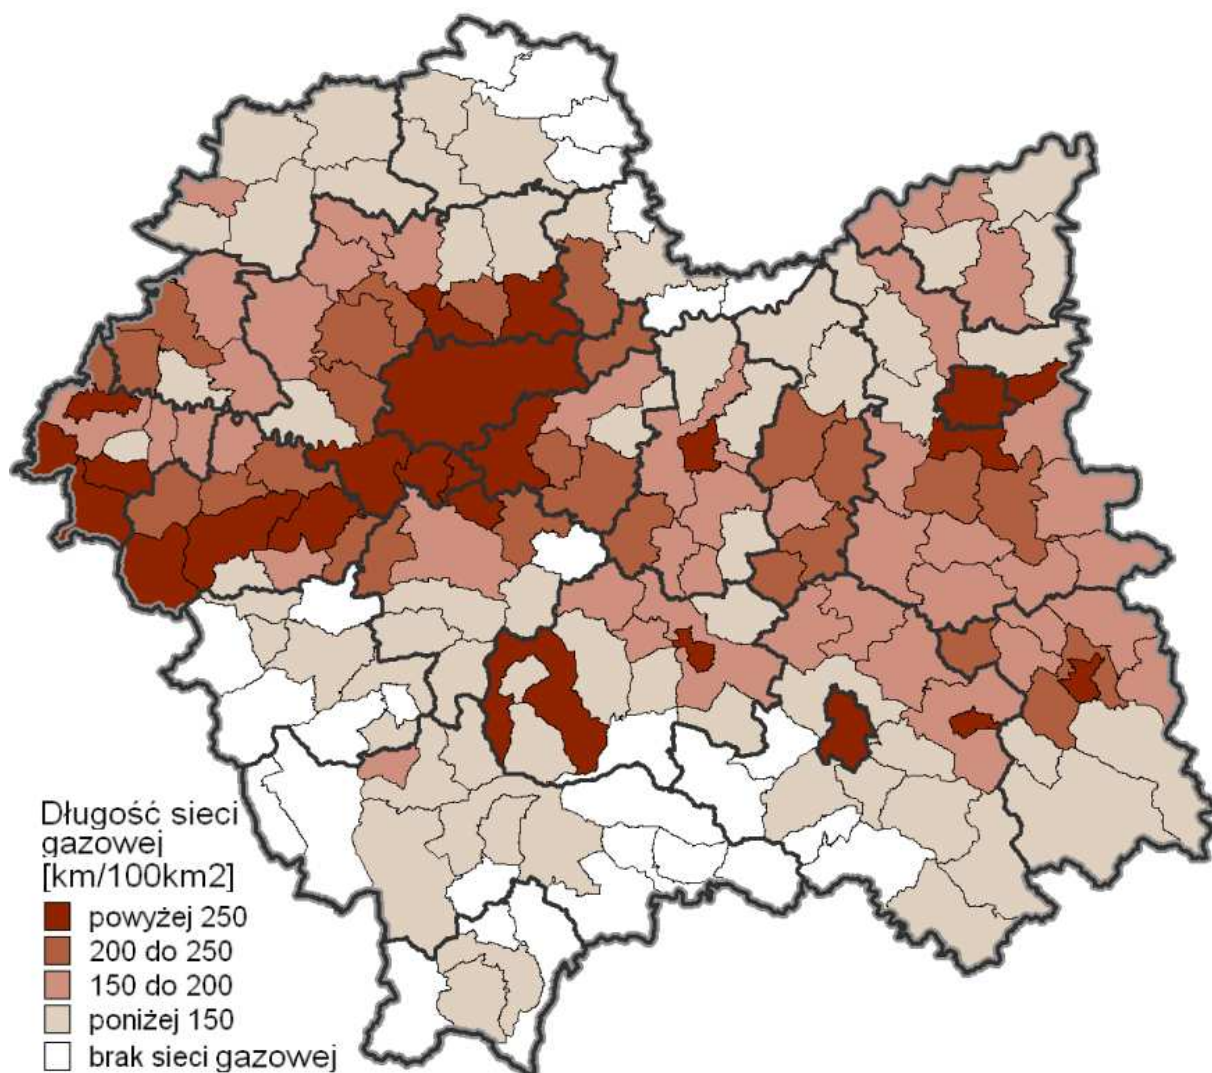 Długość sieci
gazowej
[km/100km2]
powyżej 250
200 do 250
150 do 200
poniżej 150
brak sieci gazowej